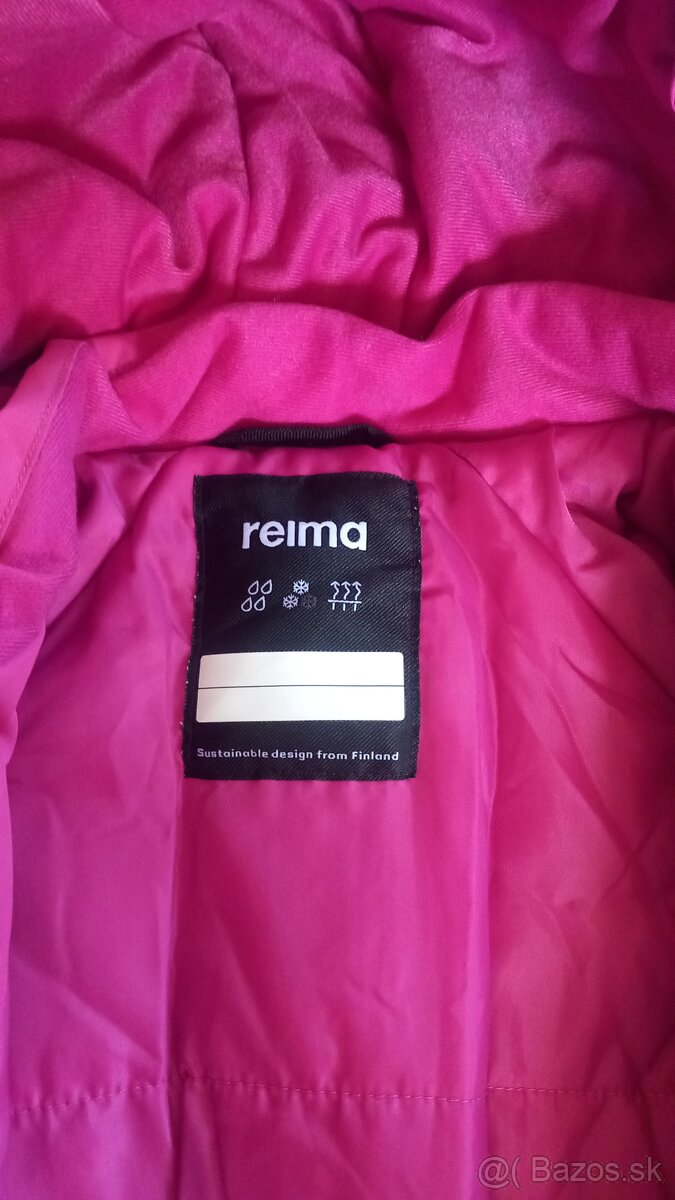 reima
Sustainable design from Finland
@( Bazos.sk